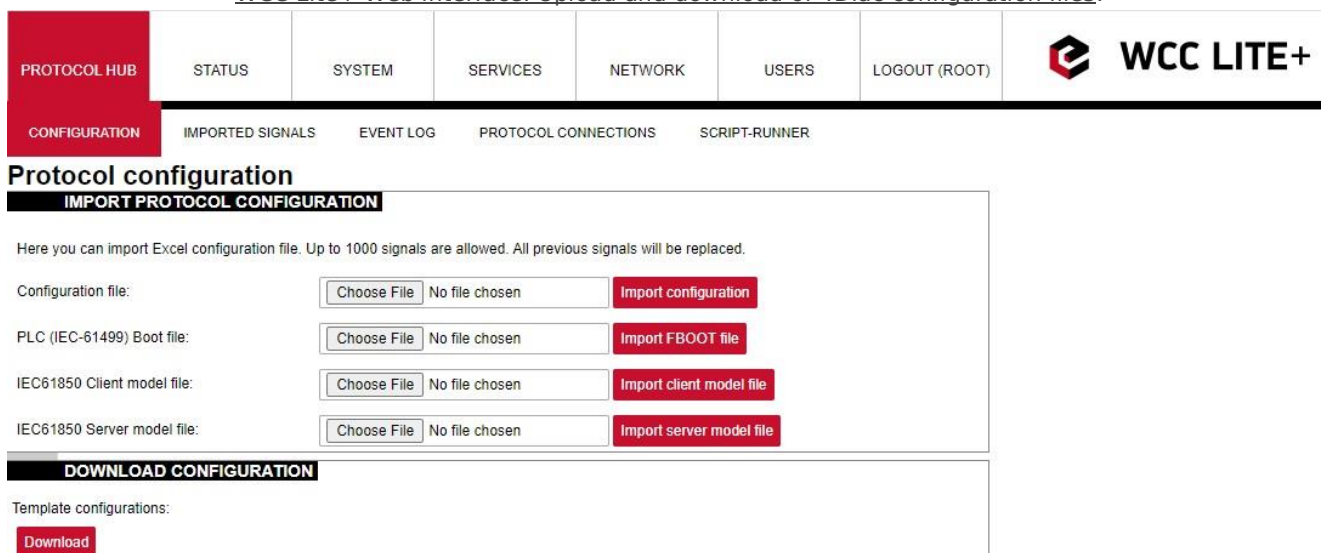 PROTOCOL HUB STATUS SYSTEM SERVICES NETWORK USERS LOGOUT (ROOT) WCC LITE+
CONFIGURATION IMPORTED SIGNALS EVENT LOG PROTOCOL CONNECTIONS SCRIPT-RUNNER
Protocol configuration
IMPORT PROTOCOL CONFIGURATION
Here you can import Excel configuration file. Up to 1000 signals are allowed. All previous signals will be replaced.
Configuration file: Choose File No file chosen Import configuration
PLC (IEC-61499) Boot file: Choose File No file chosen Import FBOOT file
IEC61850 Client model file: Choose File No file chosen Import client model file
IEC61850 Server model file: Choose File No file chosen Import server model file
DOWNLOAD CONFIGURATION
Template configurations:
Download